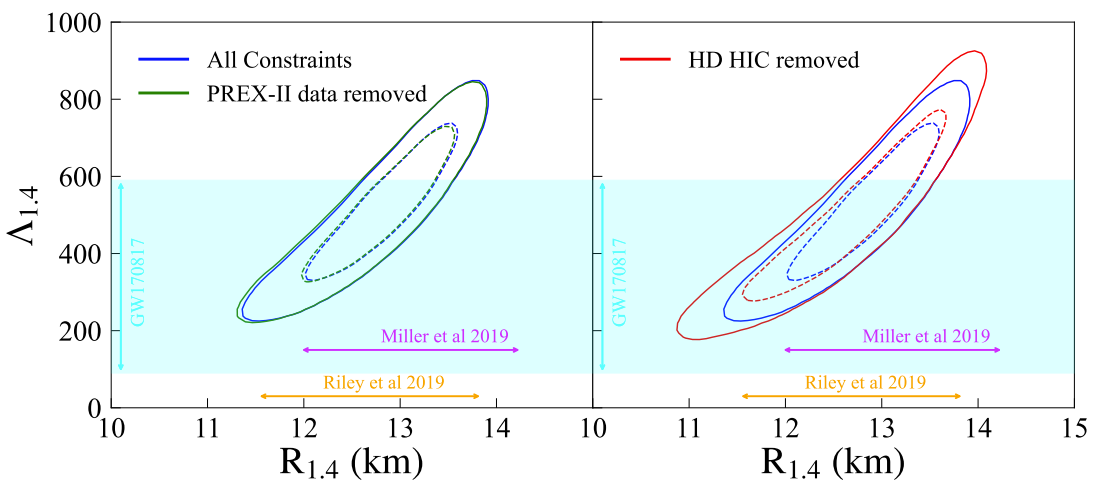 1000
800
600
400
200
0
Λ1.4
All Constraints
PREX-II data removed
GW170817
Miller et al 2019
Riley et al 2019
10 11 12 13 14
R1.4 (km)
HD HIC removed
GW170817
Miller et al 2019
Riley et al 2019
10 11 12 13 14 15
R1.4 (km)